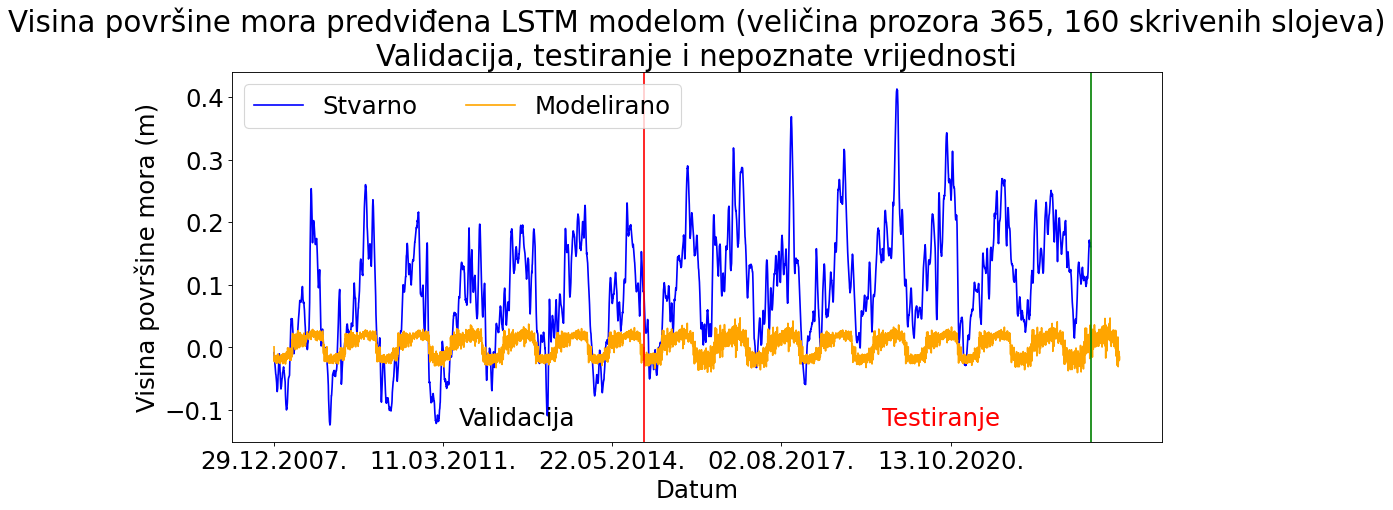 Visina površine mora predviđena LSTM modelom (veličina prozora 365, 160 skrivenih slojeva)
Validacija, testiranje i nepoznate vrijednosti
Stvarno Modelirano
Visina površine mora (m)
0.4
0.3
0.2
0.1
0.0
−0.1
Validacija
Testiranje
29.12.2007. 11.03.2011. 22.05.2014. 02.08.2017. 13.10.2020.
Datum